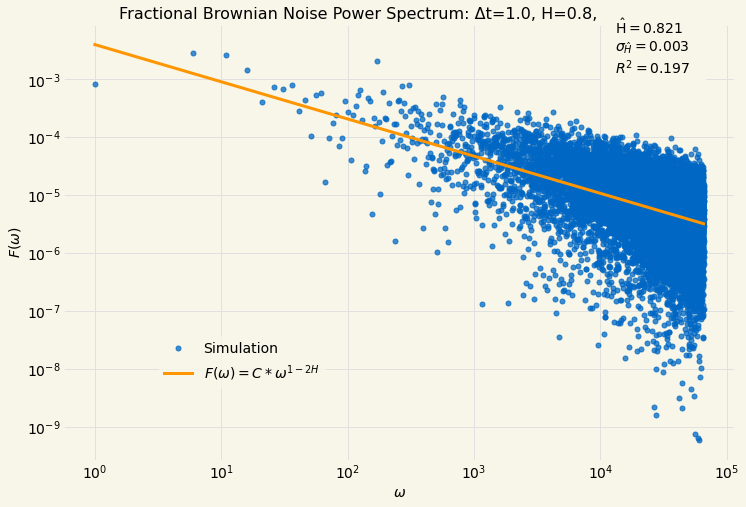 Fractional Brownian Noise Power Spectrum: Δt=1.0, H=0.8,
Ĥ = 0.821
σ_Ĥ = 0.003
R² = 0.197
F(ω)
10⁻³
10⁻⁴
10⁻⁵
10⁻⁶
10⁻⁷
10⁻⁸
10⁻⁹
Simulation
F(ω) = C * ω^{1−2H}
10⁰ 10¹ 10² 10³ 10⁴ 10⁵
ω